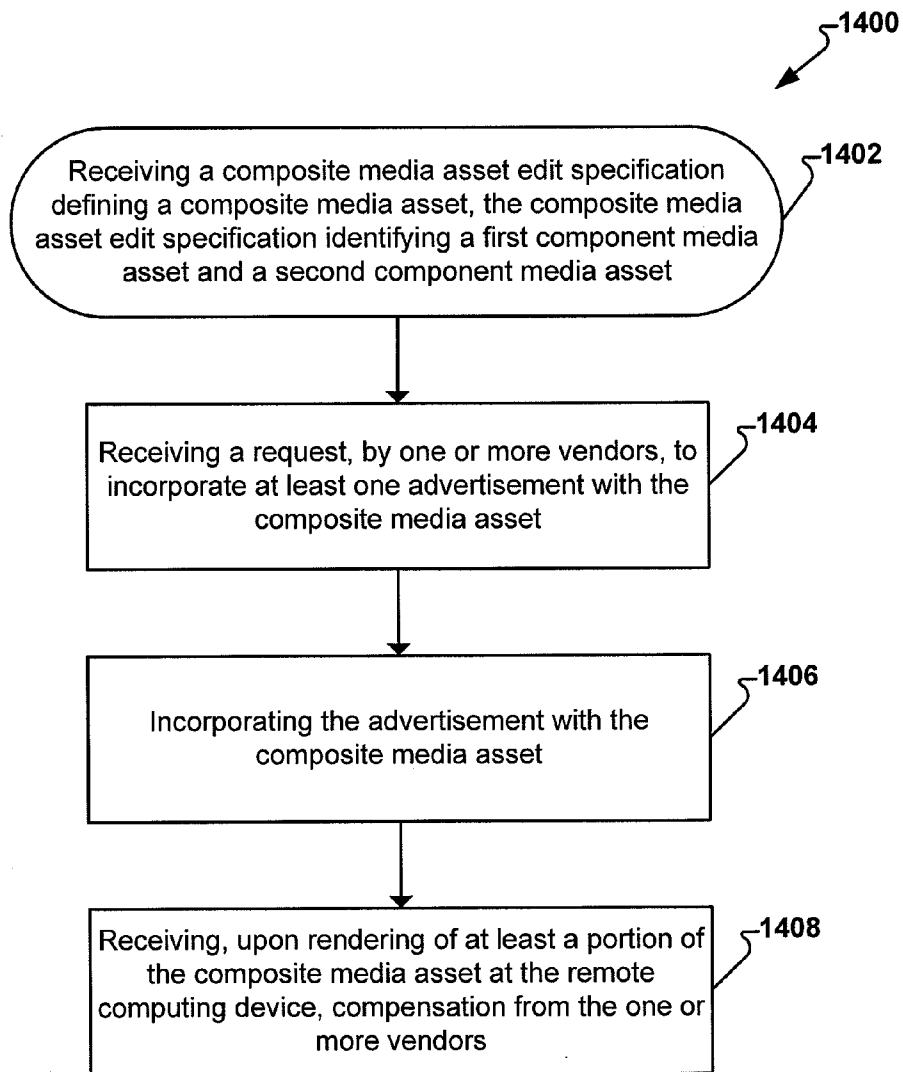 1400
Receiving a composite media asset edit specification
defining a composite media asset, the composite media
asset edit specification identifying a first component media
asset and a second component media asset
1402
Receiving a request, by one or more vendors, to
incorporate at least one advertisement with the
composite media asset
1404
Incorporating the advertisement with the
composite media asset
1406
Receiving, upon rendering of at least a portion of
the composite media asset at the remote
computing device, compensation from the one or
more vendors
1408